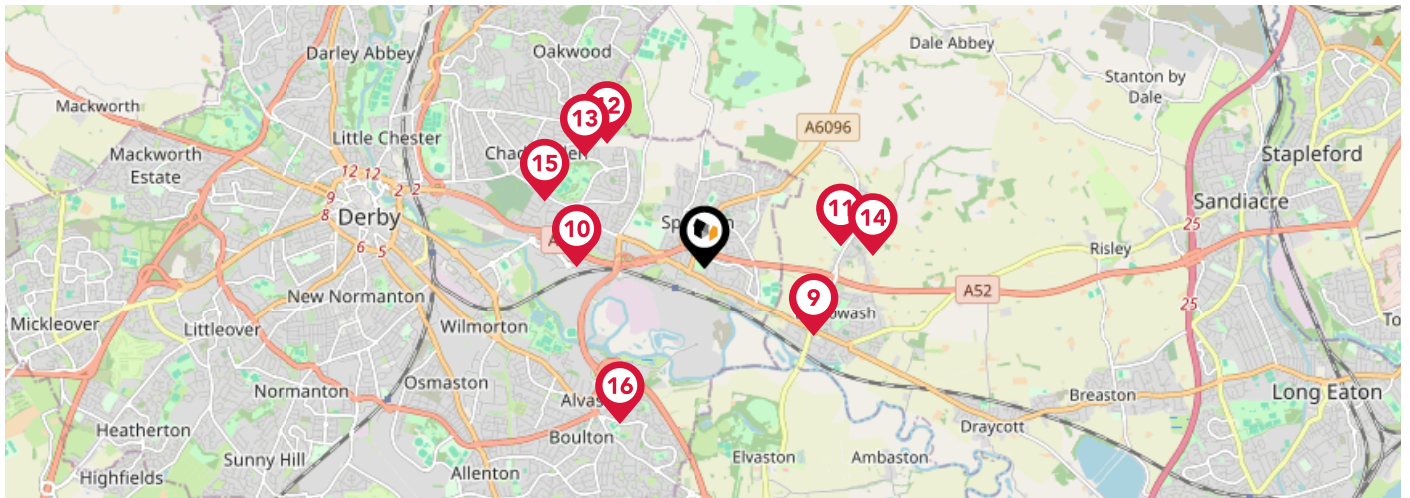 Darley Abbey
Oakwood
Dale Abbey
Stanton by
Dale
Mackworth
12
13
A6096
Little Chester
Mackworth
Estate
Stapleford
15
12
12
2
2
9
8
Derby
6
5
11
14
Sandiacre
25
10
Risley
9
A52
New Normanton
25
Mickleover
Littleover
Wilmorton
16
Osmaston
Normanton
Breaston
Long Eaton
Heatherton
Boulton
Draycott
Sunny Hill
Allenton
Elvaston
Ambaston
Highfields